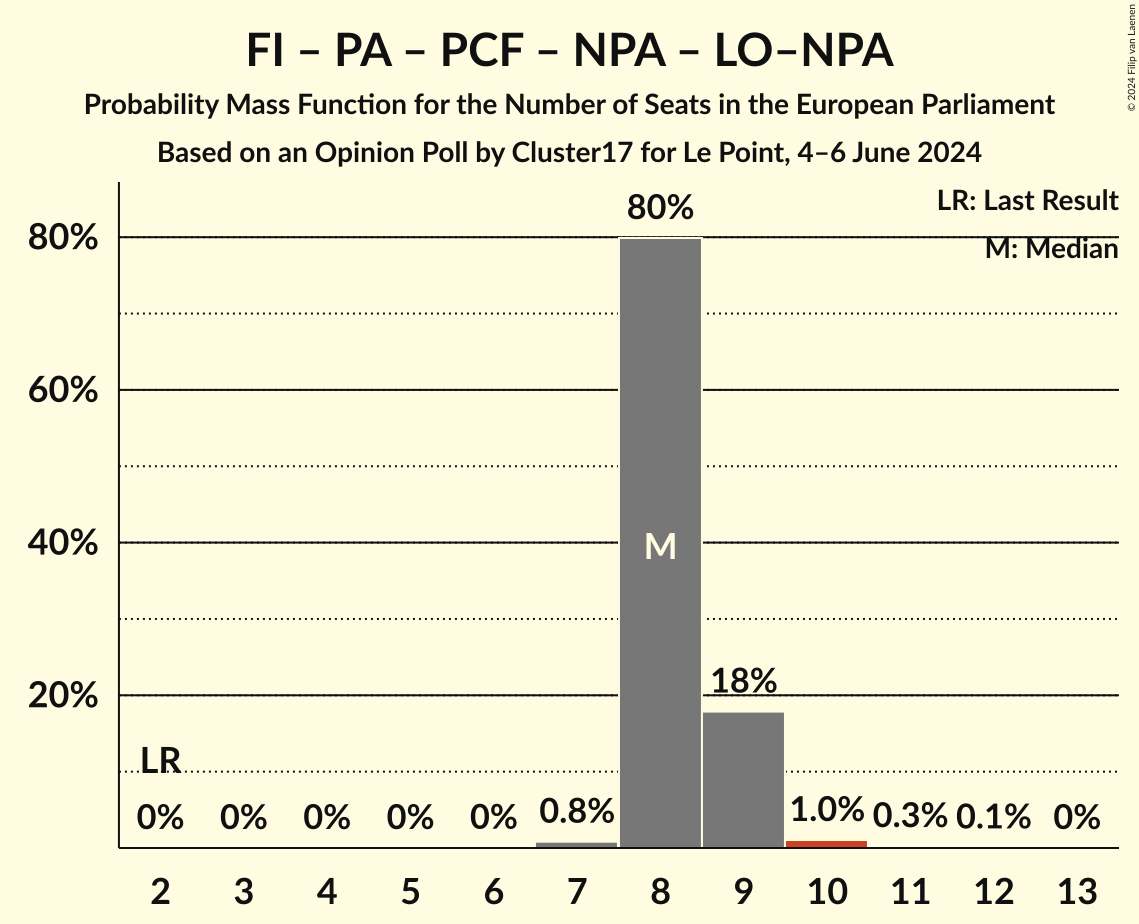 FI – PA – PCF – NPA – LO–NPA
Probability Mass Function for the Number of Seats in the European Parliament
Based on an Opinion Poll by Cluster17 for Le Point, 4–6 June 2024
© 2024 Filip van Laenen
LR: Last Result
M: Median
80%
60%
40%
20%
80%
M
18%
LR
0% 0% 0% 0% 0% 0.8% 1.0% 0.3% 0.1% 0%
2 3 4 5 6 7 8 9 10 11 12 13